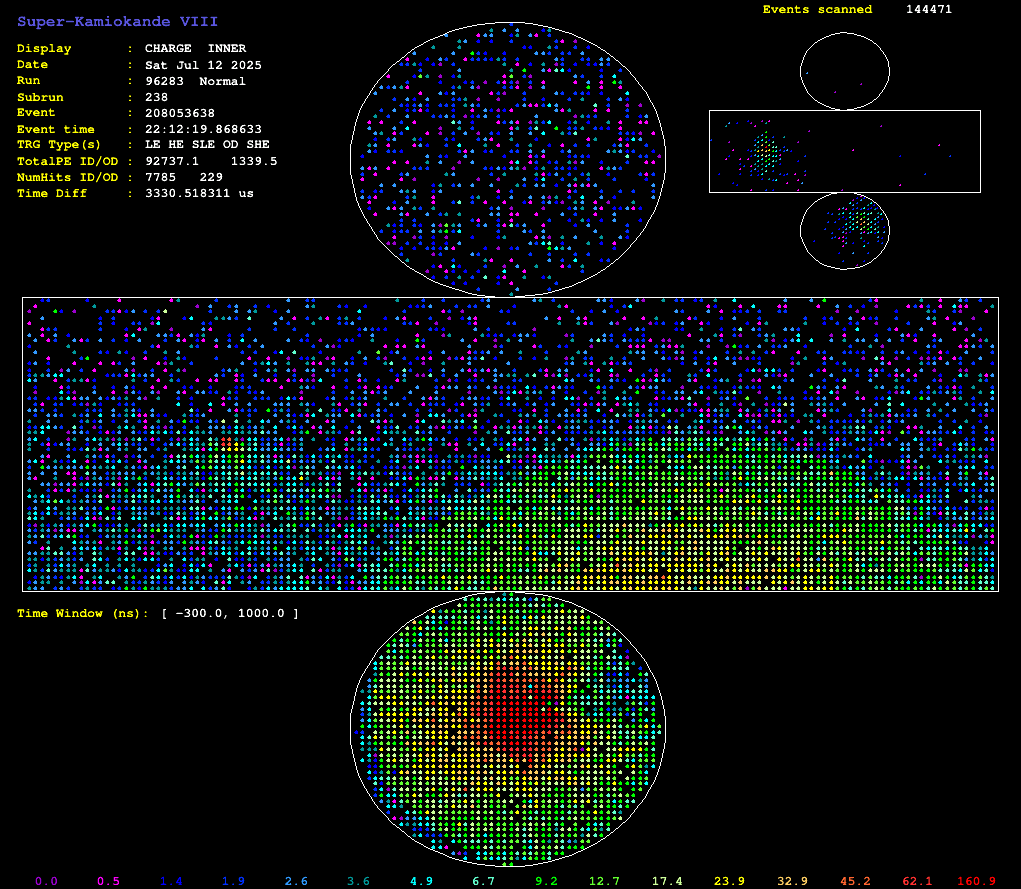 Super-Kamiokande VIII
Events scanned 144471
Display : CHARGE INNER
Date : Sat Jul 12 2025
Run : 96283 Normal
Subrun : 238
Event : 208053638
Event time : 22:12:19.868633
TRG Type(s) : LE HE SLE OD SHE
TotalPE ID/OD : 92737.1 1339.5
NumHits ID/OD : 7785 229
Time Diff : 3330.518311 us
Time Window (ns): [ -300.0, 1000.0 ]
0.0 0.5 1.4 1.9 2.6 3.6 4.9 6.7 9.2 12.7 17.4 23.9 32.9 45.2 62.1 160.9